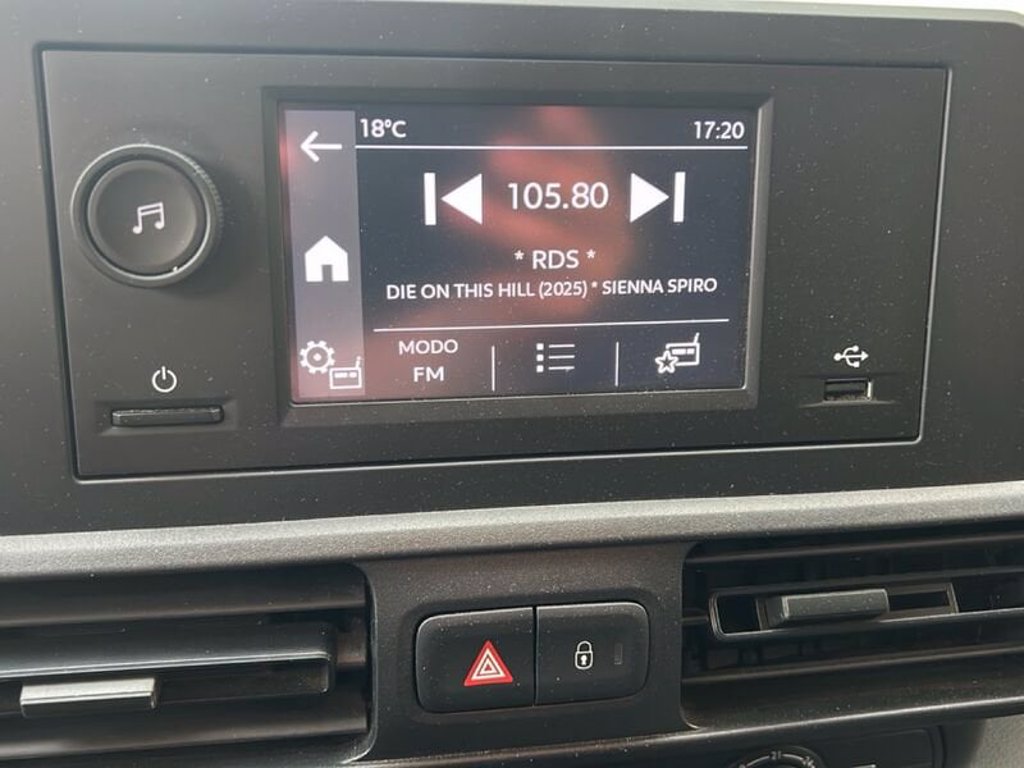 18°C 17:20
105.80
* RDS *
DIE ON THIS HILL (2025) * SIENNA SPIRO
MODO
FM